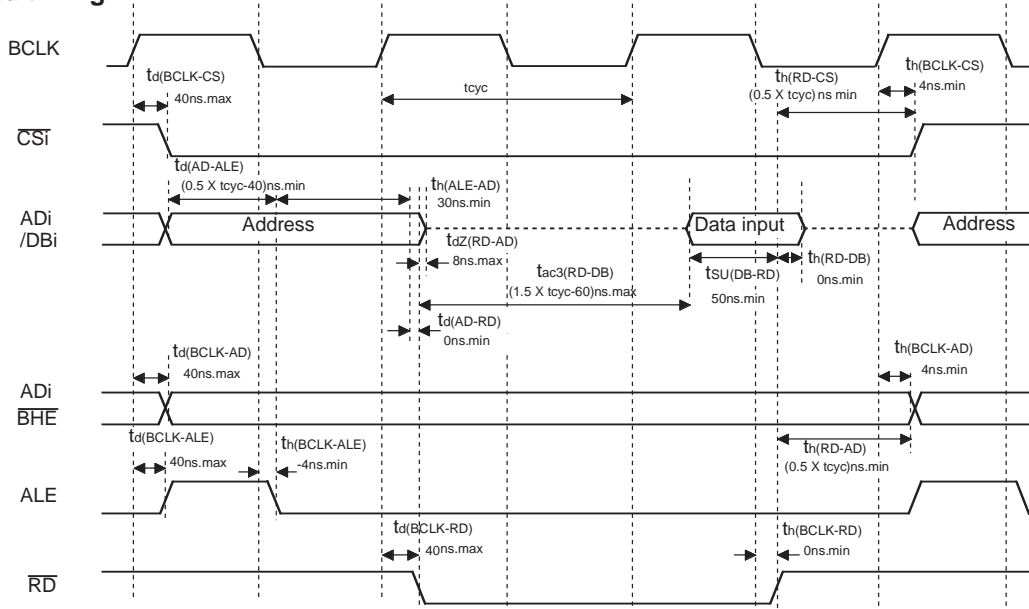 BCLK
td(BCLK-CS)
40ns.max
tcyc
th(RD-CS)
(0.5 X tcyc) ns min
th(BCLK-CS)
4ns.min
CSi
td(AD-ALE)
(0.5 X tcyc-40)ns.min
th(ALE-AD)
30ns.min
ADi
/DBi
Address
Data input
Address
tdZ(RD-AD)
8ns.max
tac3(RD-DB)
(1.5 X tcyc-60)ns.max
tSU(DB-RD)
50ns.min
th(RD-DB)
0ns.min
td(AD-RD)
0ns.min
td(BCLK-AD)
40ns.max
th(BCLK-AD)
4ns.min
ADi
BHE
td(BCLK-ALE)
40ns.max
th(BCLK-ALE)
-4ns.min
th(RD-AD)
(0.5 X tcyc)ns.min
ALE
td(BCLK-RD)
40ns.max
th(BCLK-RD)
0ns.min
RD